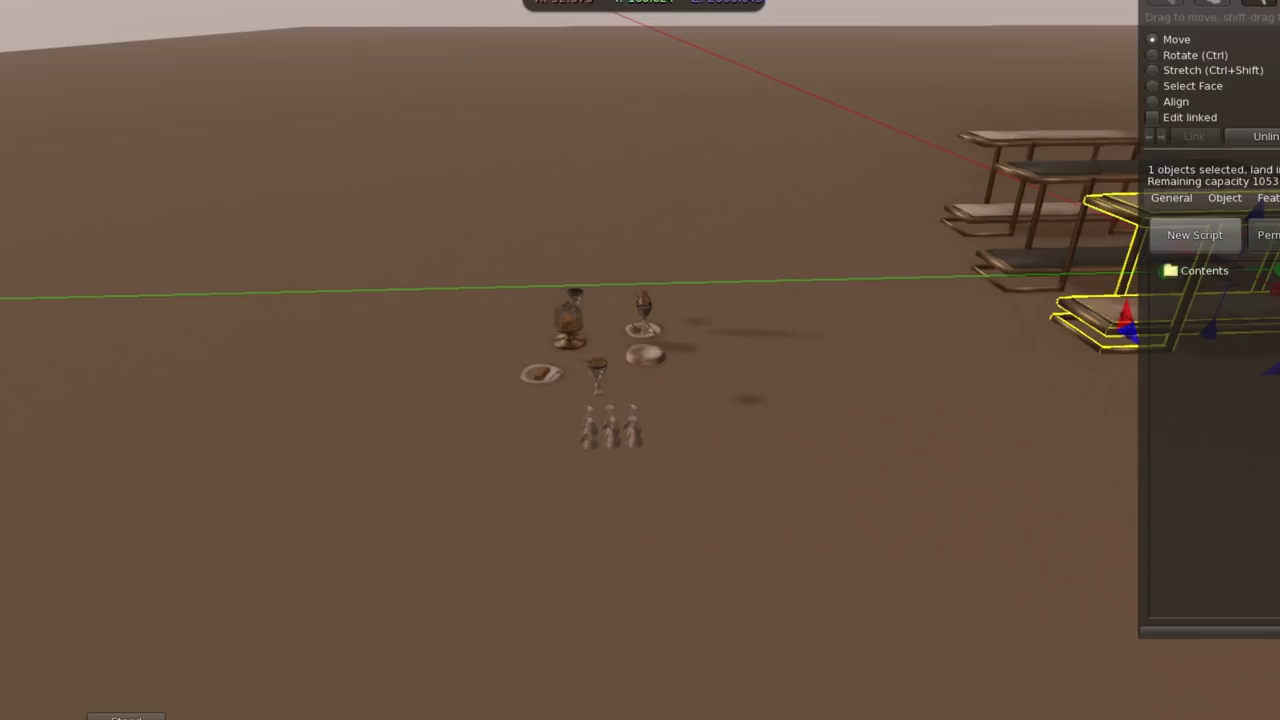 Drag to move, shift-drag
Move
Rotate (Ctrl)
Stretch (Ctrl+Shift)
Select Face
Align
Edit linked
Link
Unlin
1 objects selected, land i
Remaining capacity 1053
General Object Feat
New Script
Perm
Contents